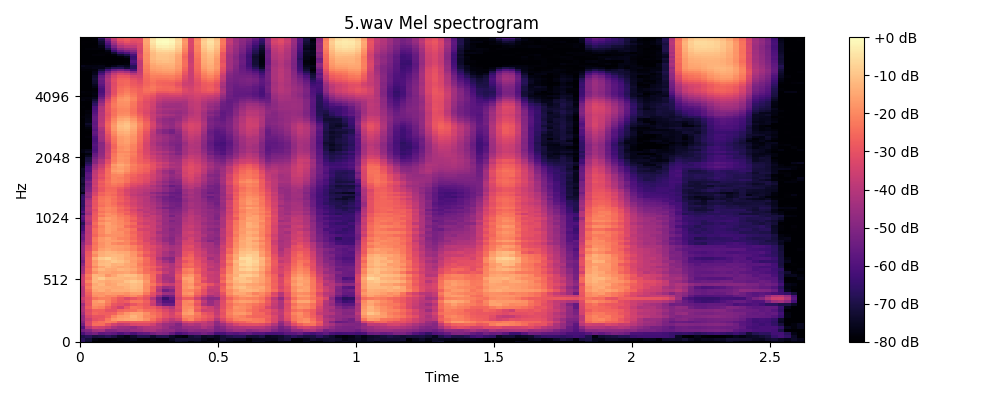 5.wav Mel spectrogram
+0 dB
-10 dB
-20 dB
-30 dB
-40 dB
-50 dB
-60 dB
-70 dB
-80 dB
Hz
4096
2048
1024
512
0
0 0.5 1 1.5 2 2.5
Time